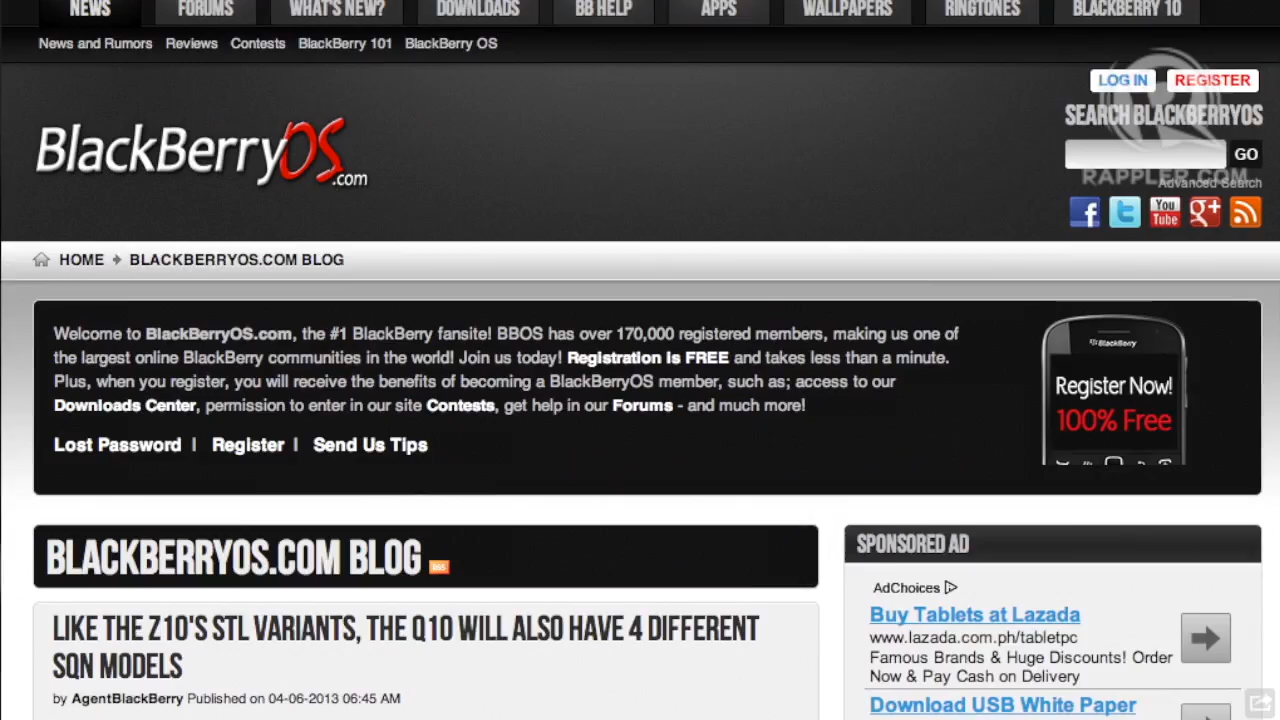 NEWS FORUMS WHAT'S NEW? DOWNLOADS BB HELP APPS WALLPAPERS RINGTONES BLACKBERRY 10
News and Rumors Reviews Contests BlackBerry 101 BlackBerry OS
LOG IN REGISTER
SEARCH BLACKBERRYOS
BlackBerryOS.com
GO
RAPPLER.COM
Advanced Search
You Tube
HOME BLACKBERRYOS.COM BLOG
Welcome to BlackBerryOS.com, the #1 BlackBerry fansite! BBOS has over 170,000 registered members, making us one of
the largest online BlackBerry communities in the world! Join us today! Registration is FREE and takes less than a minute.
Plus, when you register, you will receive the benefits of becoming a BlackBerryOS member, such as; access to our
Downloads Center, permission to enter in our site Contests, get help in our Forums - and much more!
Lost Password | Register | Send Us Tips
BlackBerry
Register Now!
100% Free
BLACKBERRYOS.COM BLOG
SPONSORED AD
AdChoices
LIKE THE Z10'S STL VARIANTS, THE Q10 WILL ALSO HAVE 4 DIFFERENT
SQN MODELS
by AgentBlackBerry Published on 04-06-2013 06:45 AM
Buy Tablets at Lazada
www.lazada.com.ph/tabletpc
Famous Brands & Huge Discounts! Order
Now & Pay Cash on Delivery
Download USB White Paper